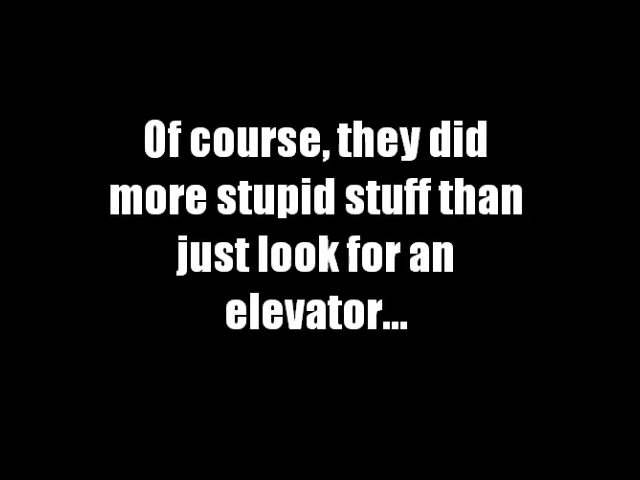 Of course, they did
more stupid stuff than
just look for an
elevator...